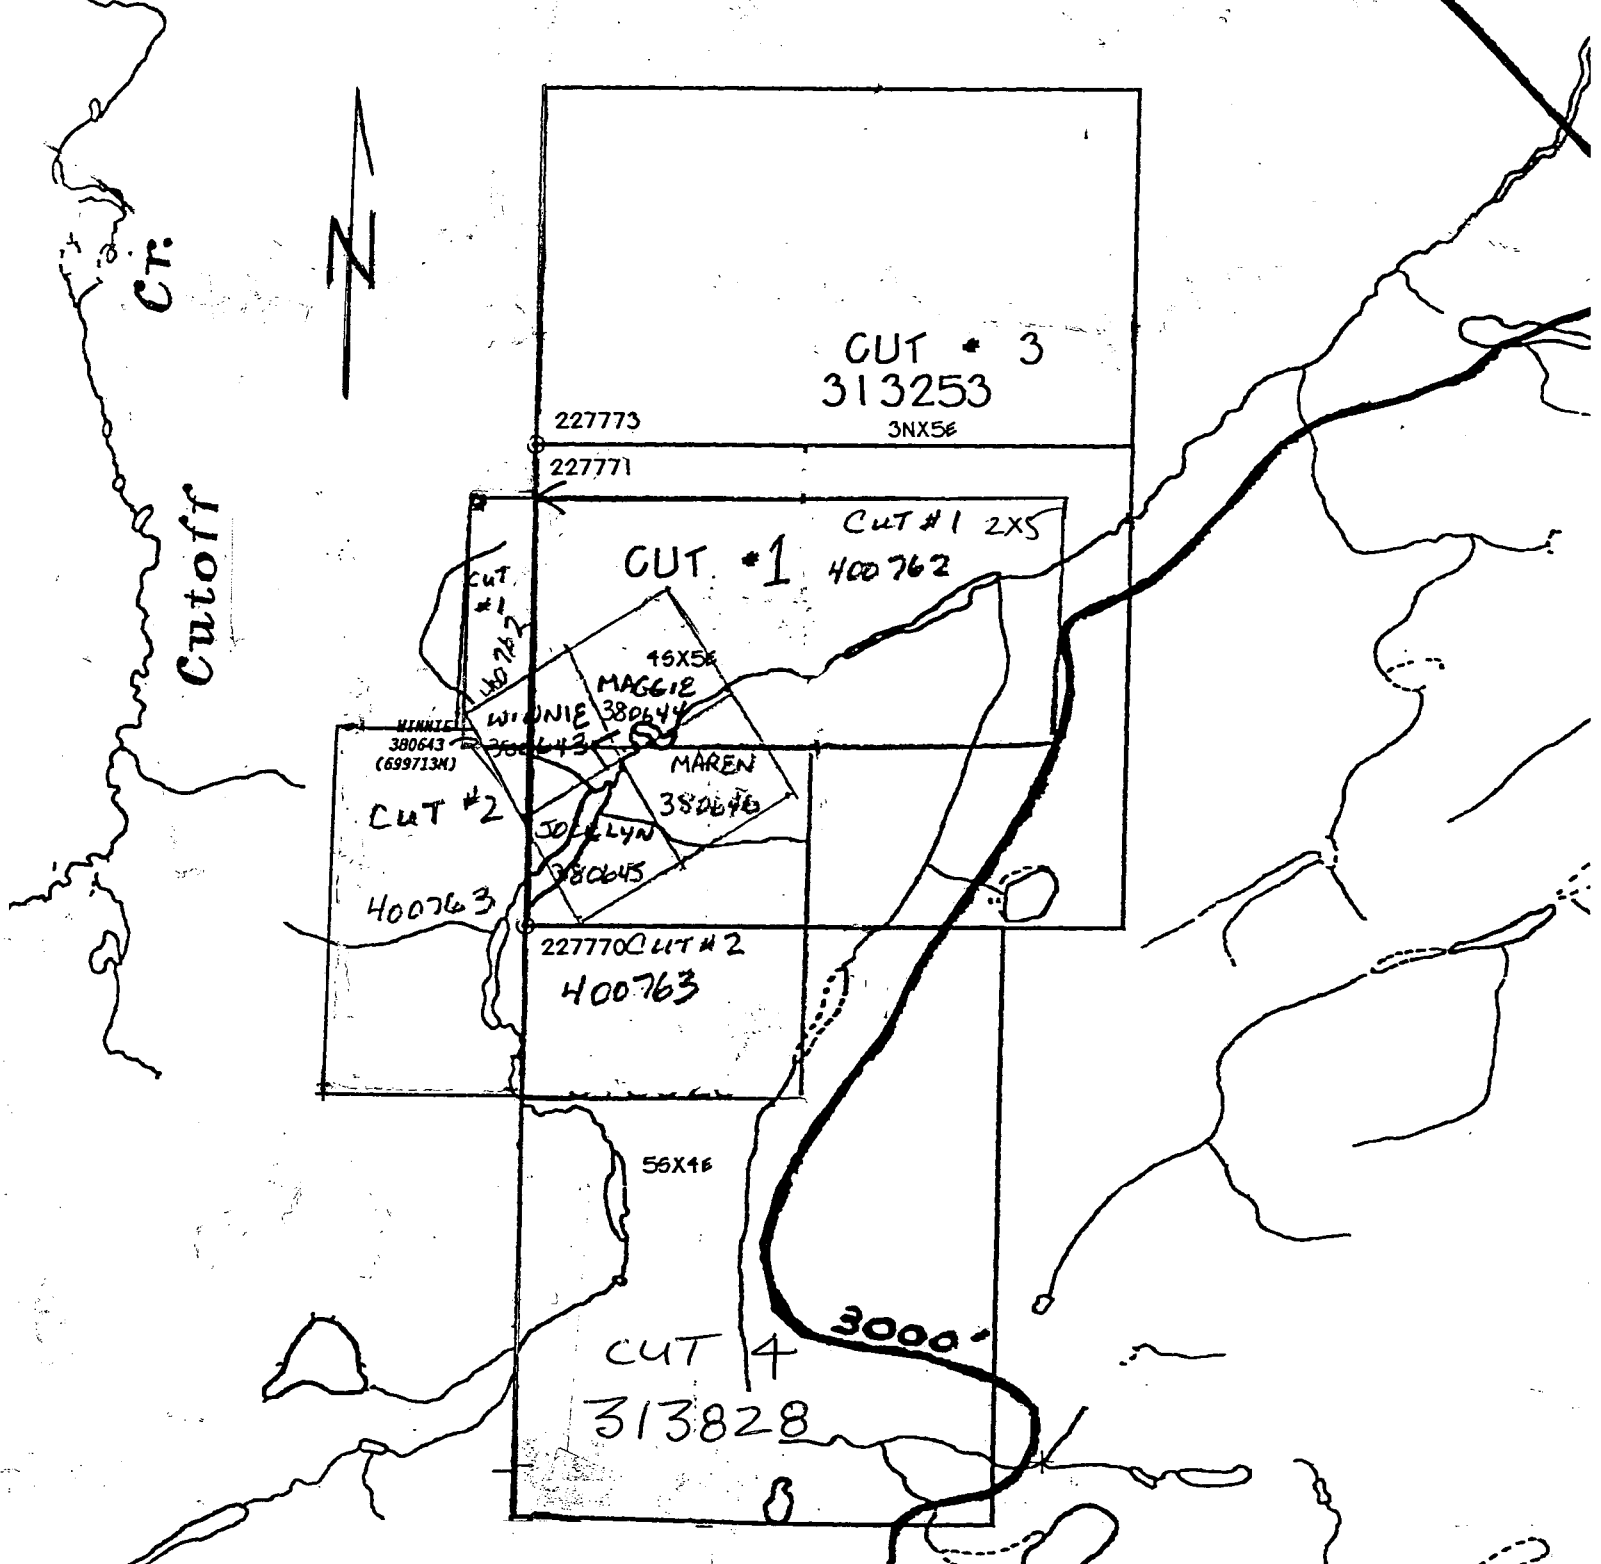 N
Cr.
Cutoff
CUT # 3
313253
3NX5E
227773
227771
CUT #1 2X5
CUT #1
400762
CUT
#1
400762
4SX5E
MAGGIE
380644
WINNIE
380643
WINNIE
380643
(699713M)
MAREN
380646
CUT #2
JOCELYN
380645
400763
227770
CUT #2
400763
5SX4E
3000'
CUT 4
313828